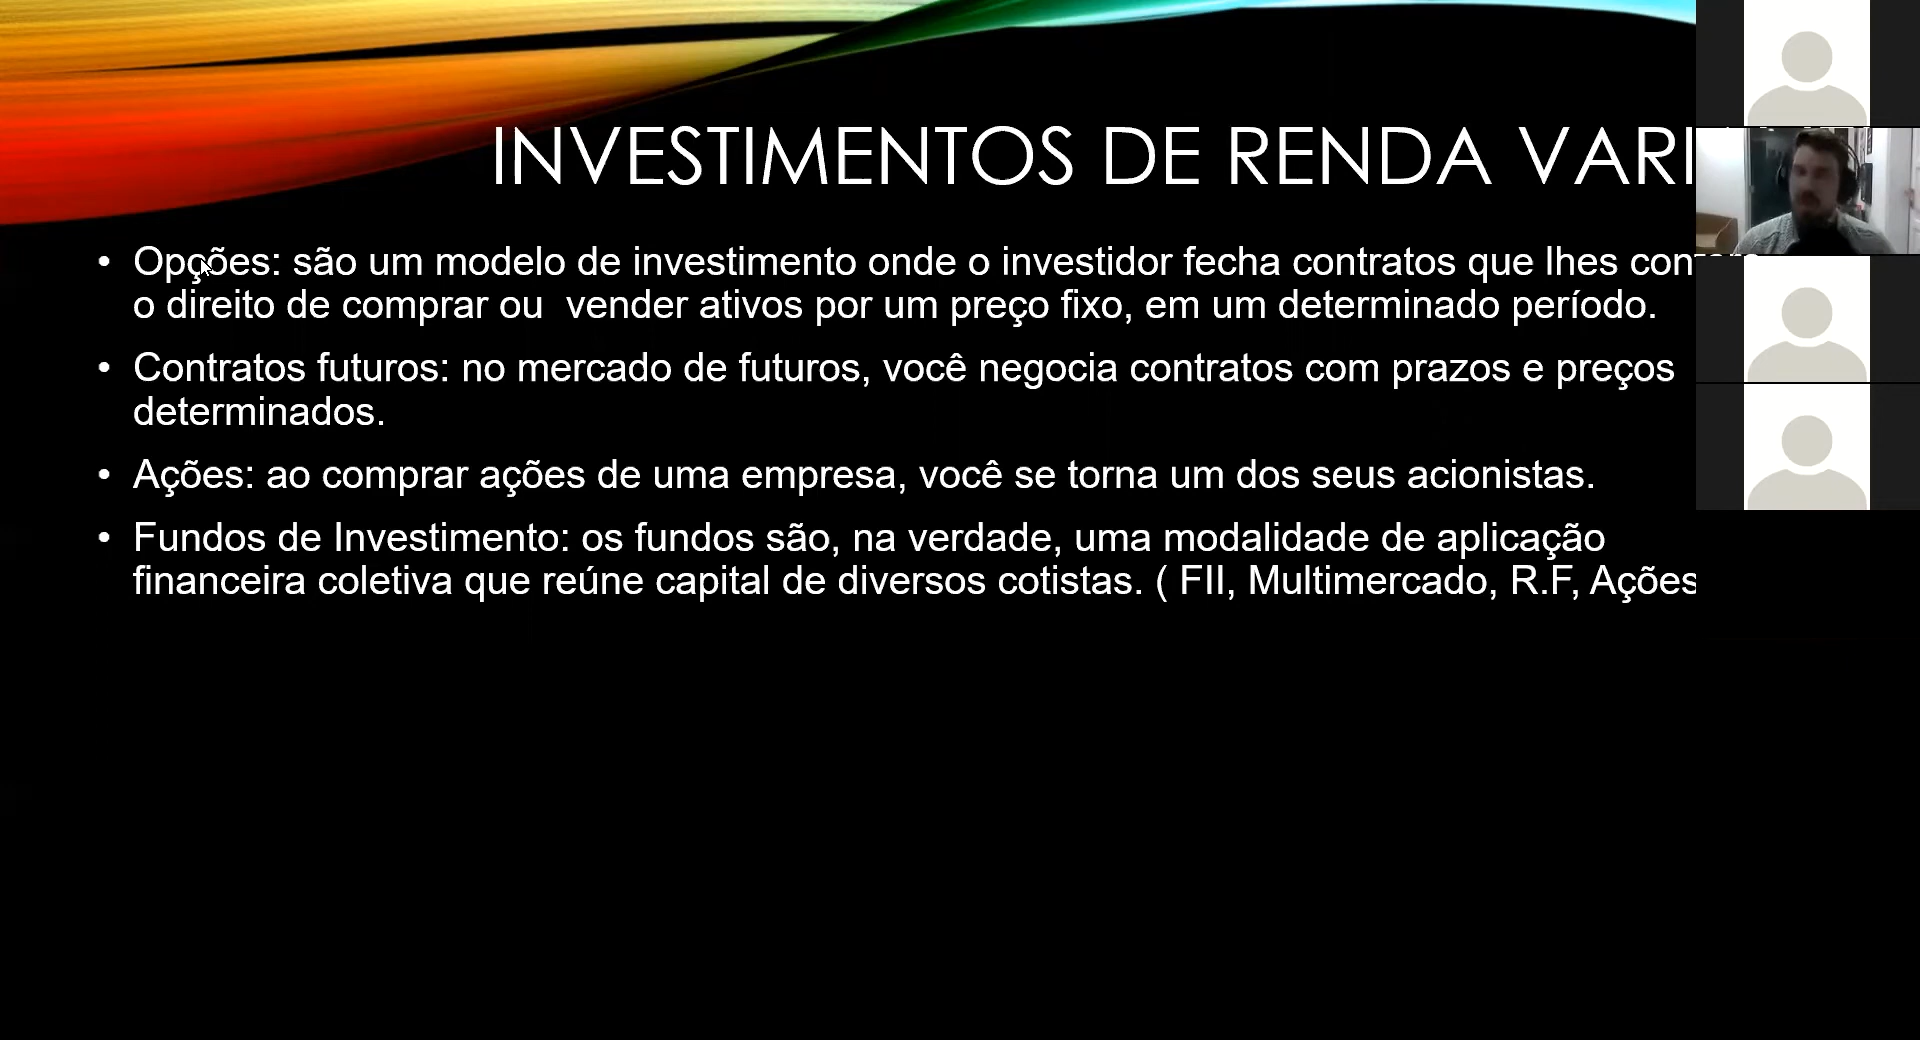 INVESTIMENTOS DE RENDA
• Opções: são um modelo de investimento onde o investidor fecha contratos que lhes
o direito de comprar ou  vender ativos por um preço fixo, em um determinado período.
• Contratos futuros: no mercado de futuros, você negocia contratos com prazos e preços
determinados.
• Ações: ao comprar ações de uma empresa, você se torna um dos seus acionistas.
• Fundos de Investimento: os fundos são, na verdade, uma modalidade de aplicação
financeira coletiva que reúne capital de diversos cotistas. ( FII, Multimercado, R.F, Ações